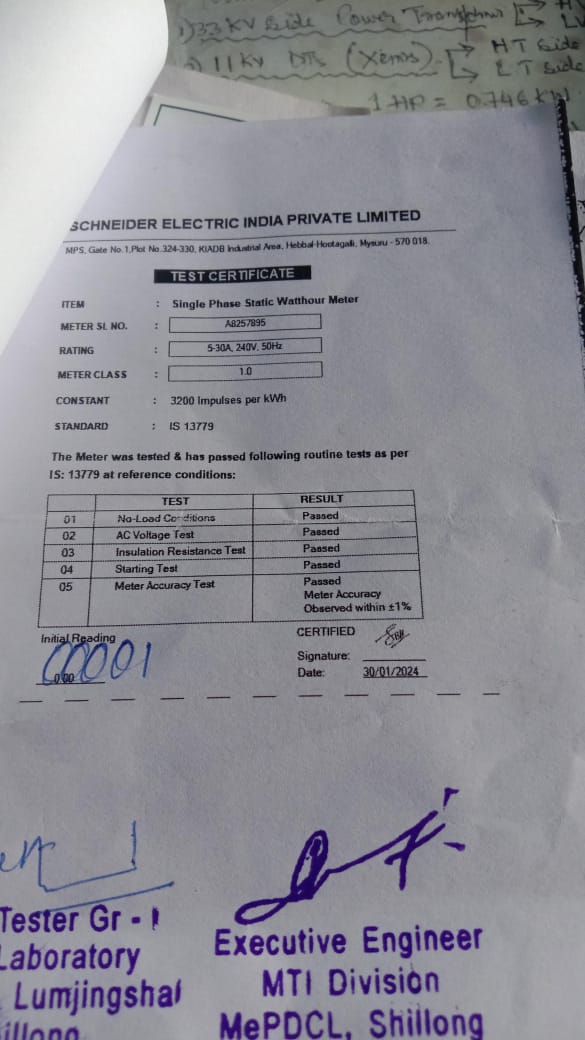 1) 33 KV Side Power Transformer
11 KV DTs (Xmers) HT Side
LT Side
1 HP = 0.746 KW
SCHNEIDER ELECTRIC INDIA PRIVATE LIMITED
MPS, Gate No.1,Plot No.324-330, KIADB Industrial Area, Hebbal-Hootagalli, Mysuru - 570 018.
TEST CERTIFICATE
ITEM : Single Phase Static Watthour Meter
METER SL NO. : A8257895
RATING : 5-30A, 240V, 50Hz
METER CLASS : 1.0
CONSTANT : 3200 Impulses per kWh
STANDARD : IS 13779
The Meter was tested & has passed following routine tests as per
IS: 13779 at reference conditions:
TEST RESULT
01 No-Load Conditions Passed
02 AC Voltage Test Passed
03 Insulation Resistance Test Passed
04 Starting Test Passed
05 Meter Accuracy Test Passed
Meter Accuracy
Observed within ±1%
Initial Reading
00001
0.00
CERTIFIED
Signature:
Date: 30/01/2024
Tester Gr - I
Laboratory
Lumjingshai
Executive Engineer
MTI Division
MePDCL, Shillong